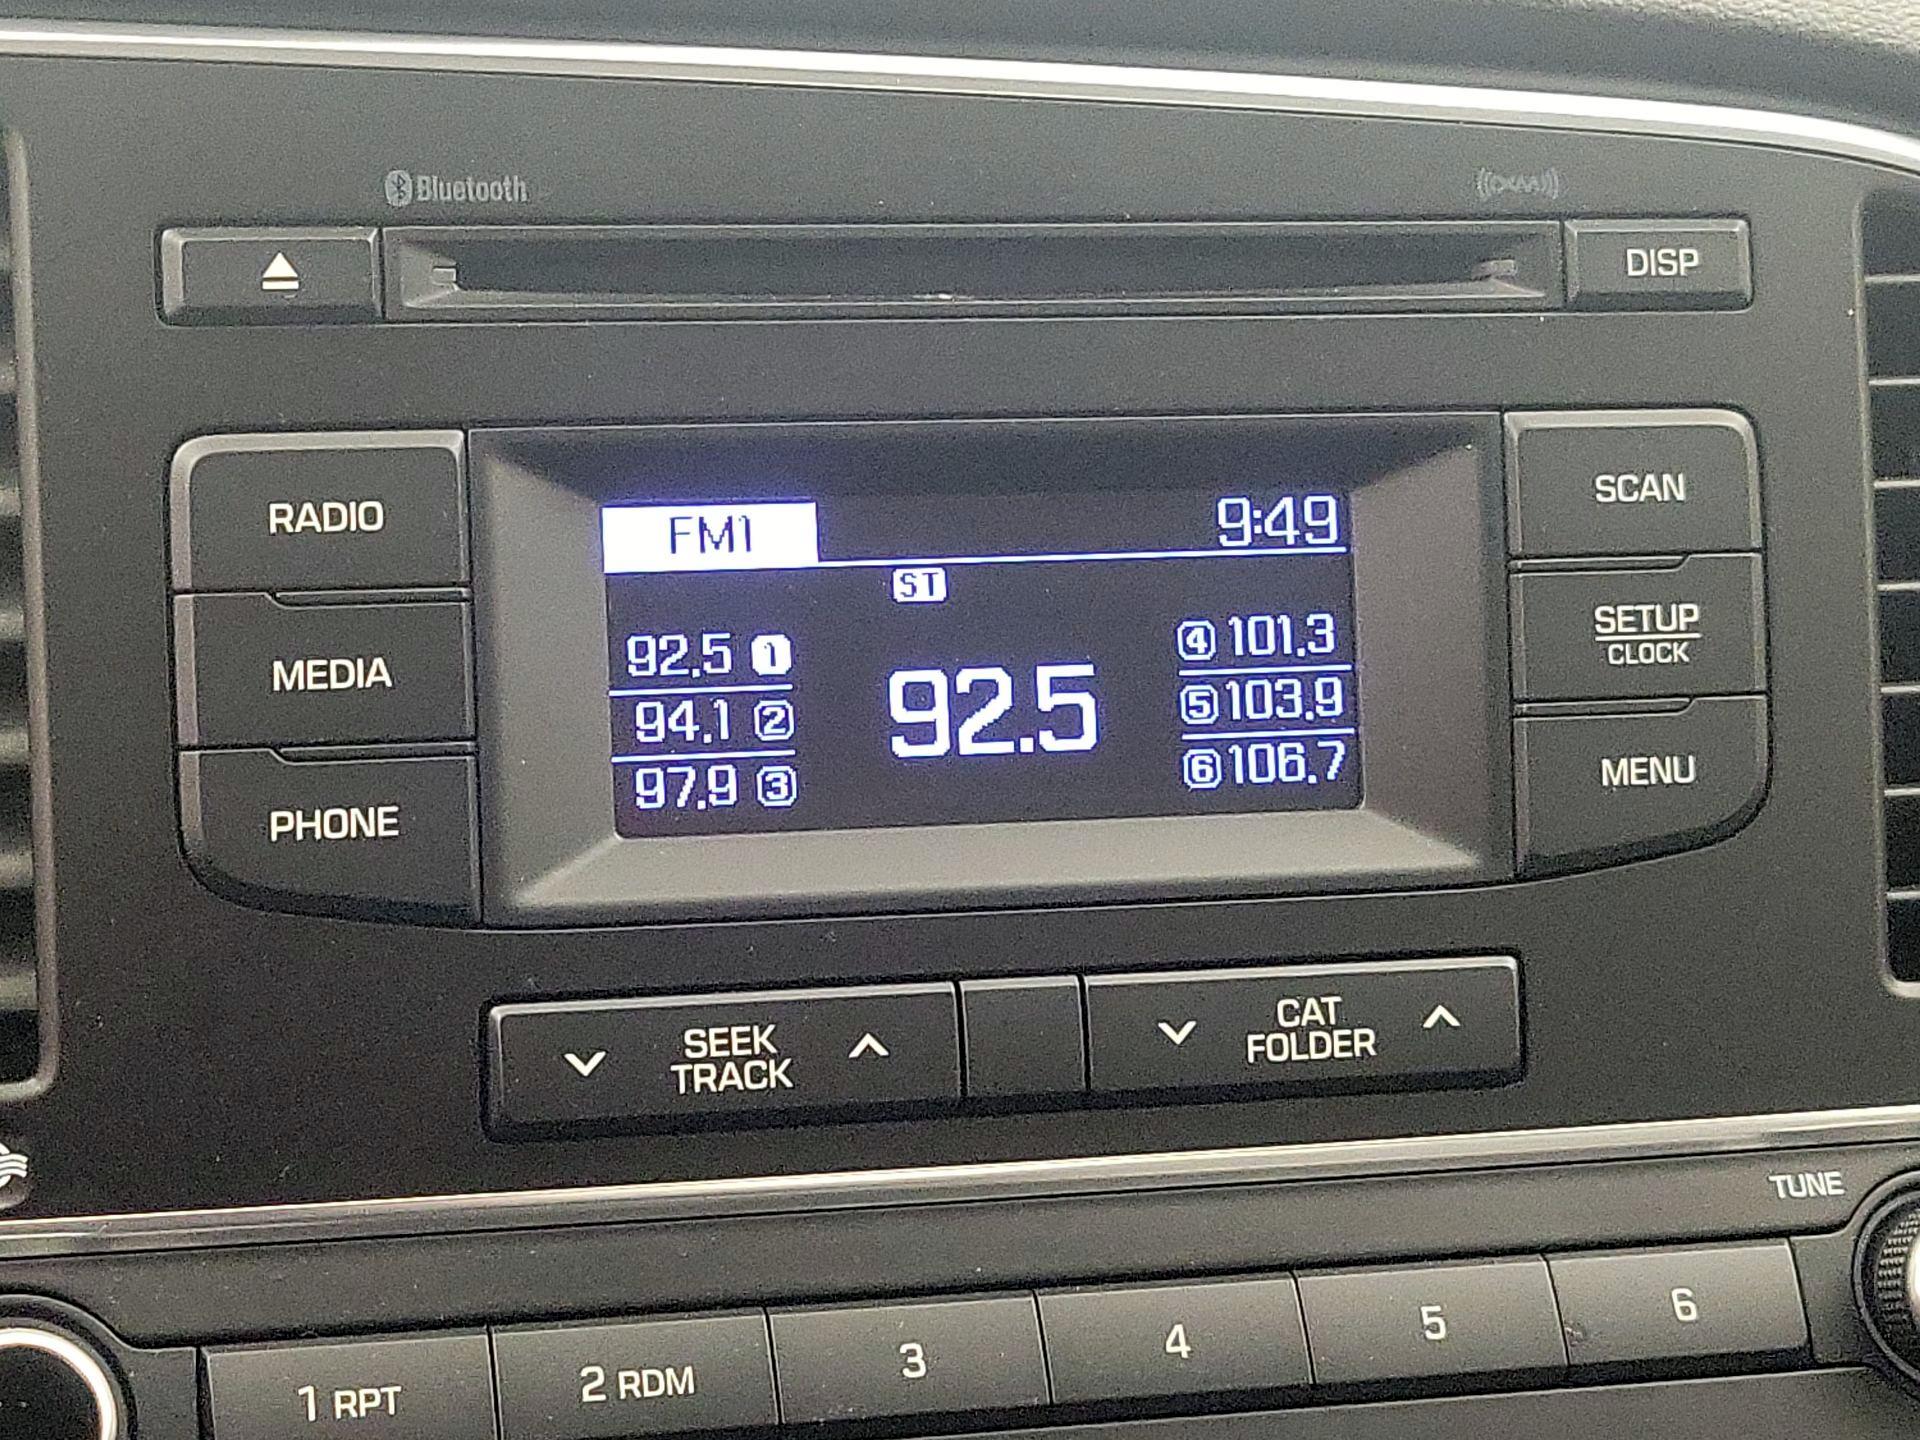 Bluetooth
((XM))
DISP
RADIO
MEDIA
PHONE
FM1
9:49
ST
92.5 1
94.1 2
97.9 3
92.5
4 101.3
5 103.9
6 106.7
SCAN
SETUP
CLOCK
MENU
SEEK
TRACK
CAT
FOLDER
TUNE
1 RPT
2 RDM
3
4
5
6